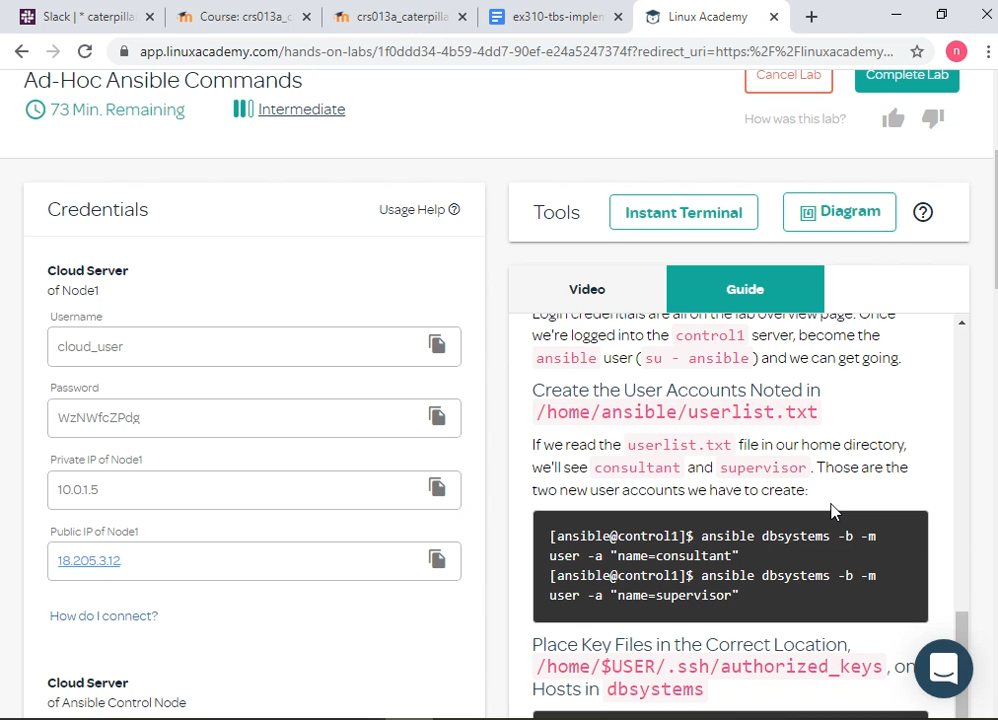 Slack | * caterpilla
Course: crs013a_c
crs013a_caterpilla
ex310-tbs-implem
Linux Academy
app.linuxacademy.com/hands-on-labs/1f0ddd34-4b59-4dd7-90ef-e24a5247374f?redirect_uri=https:%2F%2Flinuxacademy...
n
Ad-Hoc Ansible Commands
Cancel Lab
Complete Lab
73 Min. Remaining
Intermediate
How was this lab?
Credentials
Usage Help
Cloud Server
of Node1
Username
cloud_user
Password
WzNWfcZPdg
Private IP of Node1
10.0.1.5
Public IP of Node1
18.205.3.12
How do I connect?
Cloud Server
of Ansible Control Node
Tools
Instant Terminal
Diagram
Video
Guide
Login credentials are all on the lab overview page. Once
we're logged into the control1 server, become the
ansible user ( su - ansible ) and we can get going.
Create the User Accounts Noted in
/home/ansible/userlist.txt
If we read the userlist.txt file in our home directory,
we'll see consultant and supervisor. Those are the
two new user accounts we have to create:
[ansible@control1]$ ansible dbsystems -b -m
user -a "name=consultant"
[ansible@control1]$ ansible dbsystems -b -m
user -a "name=supervisor"
Place Key Files in the Correct Location,
/home/$USER/.ssh/authorized_keys, on
Hosts in dbsystems